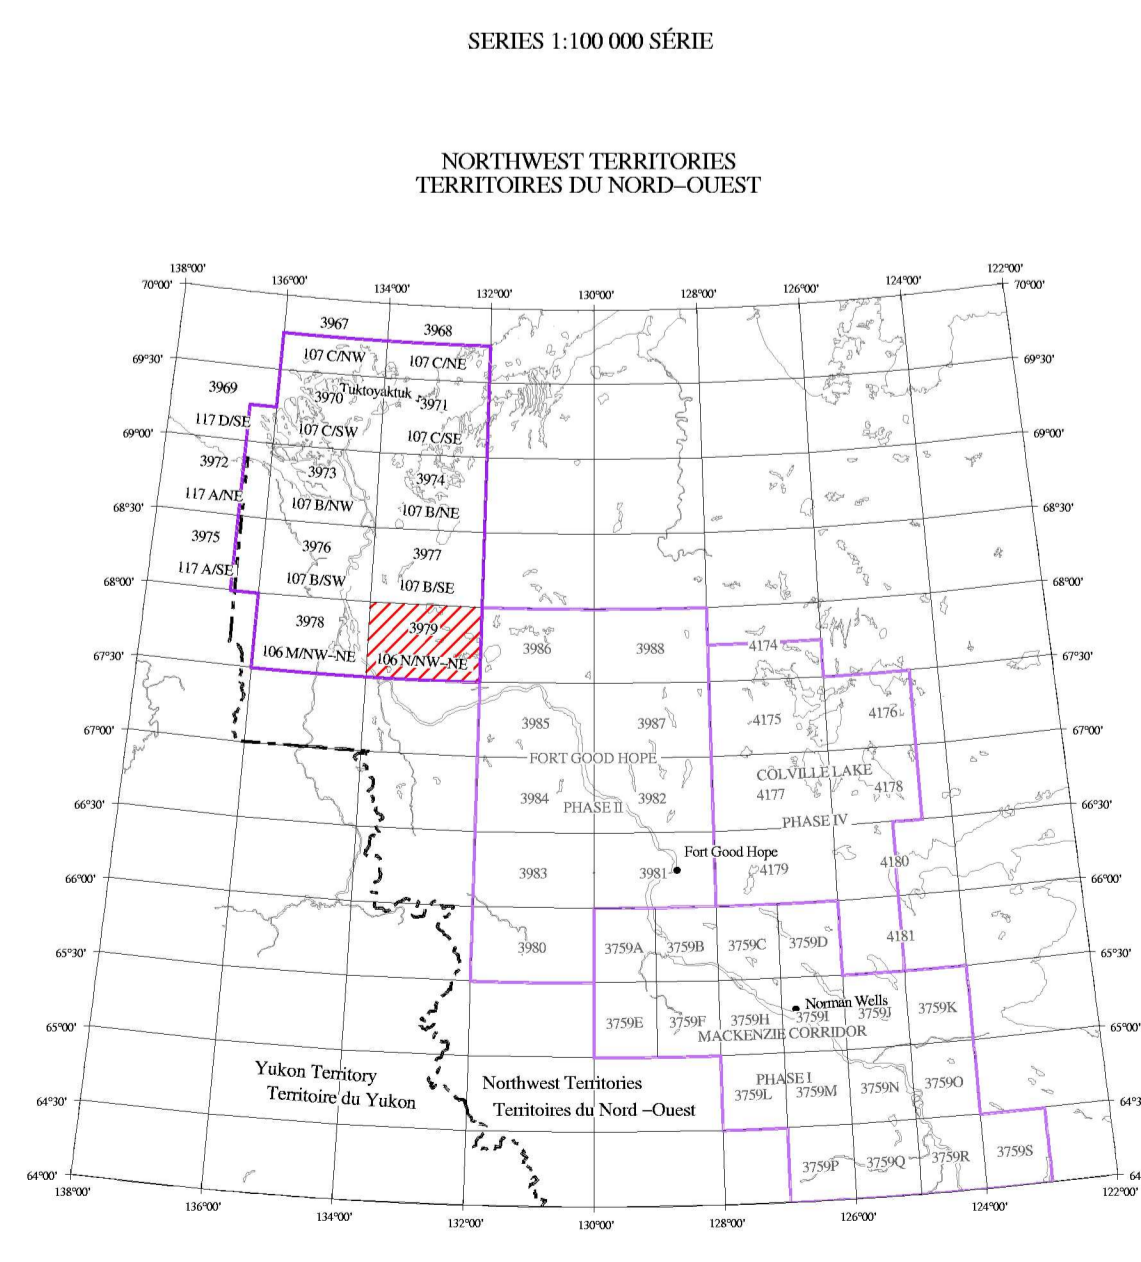 SERIES 1:100 000 SÉRIE
NORTHWEST TERRITORIES
TERRITOIRES DU NORD–OUEST
138°00'
136°00'
134°00'
132°00'
130°00'
128°00'
126°00'
124°00'
122°00'
70°00'
70°00'
3967
3968
107 C/NW
107 C/NE
69°30'
69°30'
3969
3970
Tuktoyaktuk
3971
117 D/SE
107 C/SW
107 C/SE
69°00'
69°00'
3972
3973
3974
117 A/NE
107 B/NW
107 B/NE
68°30'
68°30'
3975
3976
3977
117 A/SE
107 B/SW
107 B/SE
68°00'
68°00'
3978
3979
3986
3988
4174
106 M/NW–NE
106 N/NW–NE
67°30'
67°30'
3985
3987
4175
4176
67°00'
67°00'
FORT GOOD HOPE
COLVILLE LAKE
3984
PHASE II
3982
4177
4178
66°30'
66°30'
PHASE IV
Fort Good Hope
3983
3981
4179
4180
66°00'
66°00'
3980
3759A
3759B
3759C
3759D
4181
65°30'
65°30'
Norman Wells
3759E
3759F
3759H
3759I
3759J
3759K
65°00'
65°00'
MACKENZIE CORRIDOR
Yukon Territory
Territoire du Yukon
Northwest Territories
Territoires du Nord –Ouest
PHASE I
3759L
3759M
3759N
3759O
64°30'
64°3
3759P
3759Q
3759R
3759S
64°00'
64
138°00'
136°00'
134°00'
132°00'
130°00'
128°00'
126°00'
124°00'
122°00'